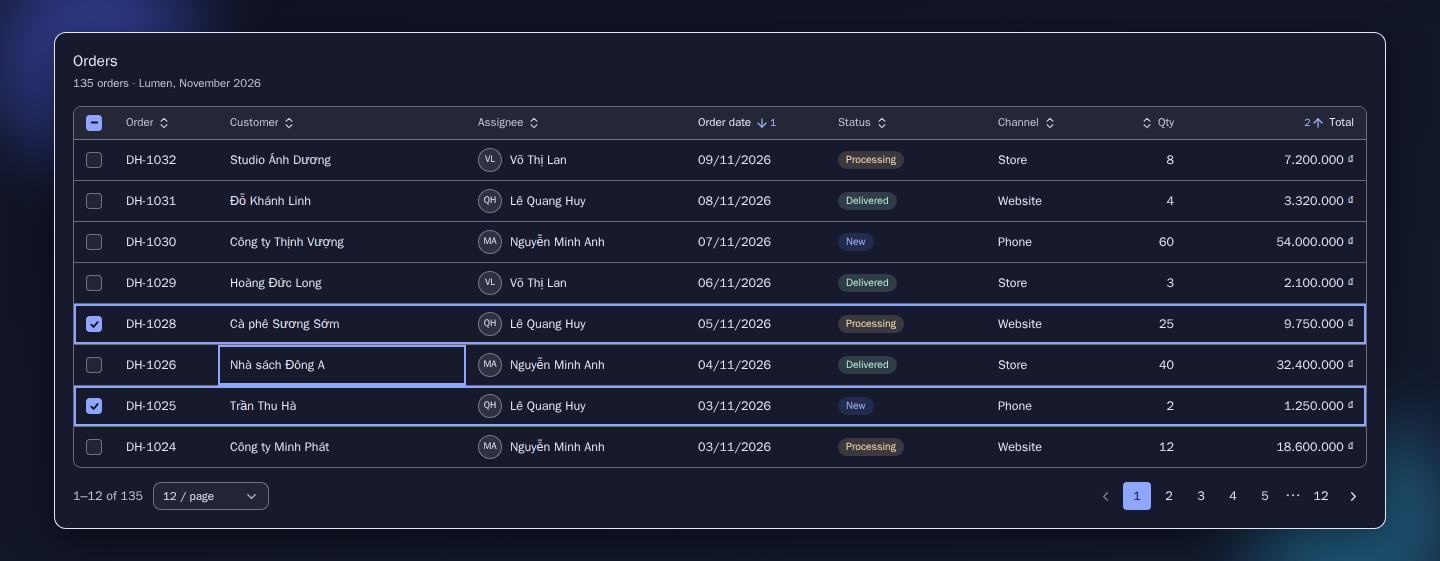 Orders
135 orders · Lumen, November 2026
Order Customer Assignee Order date 1 Status Channel Qty 2 Total
DH-1032 Studio Ánh Dương VL Võ Thị Lan 09/11/2026 Processing Store 8 7.200.000 ₫
DH-1031 Đỗ Khánh Linh QH Lê Quang Huy 08/11/2026 Delivered Website 4 3.320.000 ₫
DH-1030 Công ty Thịnh Vượng MA Nguyễn Minh Anh 07/11/2026 New Phone 60 54.000.000 ₫
DH-1029 Hoàng Đức Long VL Võ Thị Lan 06/11/2026 Delivered Store 3 2.100.000 ₫
DH-1028 Cà phê Sương Sớm QH Lê Quang Huy 05/11/2026 Processing Website 25 9.750.000 ₫
DH-1026 Nhà sách Đông A MA Nguyễn Minh Anh 04/11/2026 Delivered Store 40 32.400.000 ₫
DH-1025 Trần Thu Hà QH Lê Quang Huy 03/11/2026 New Phone 2 1.250.000 ₫
DH-1024 Công ty Minh Phát MA Nguyễn Minh Anh 03/11/2026 Processing Website 12 18.600.000 ₫
1–12 of 135 12 / page 1 2 3 4 5 ··· 12